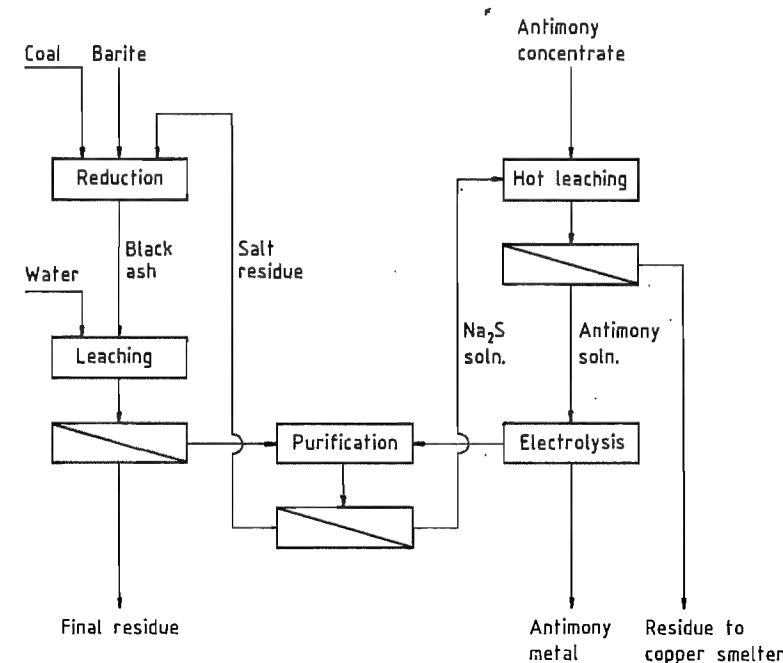 Antimony
concentrate
Coal
Barite
Reduction
Hot leaching
Black
ash
Salt
residue
Water
Na₂S
soln.
Antimony
soln.
Leaching
Purification
Electrolysis
Final residue
Antimony
metal
Residue to
copper smelter